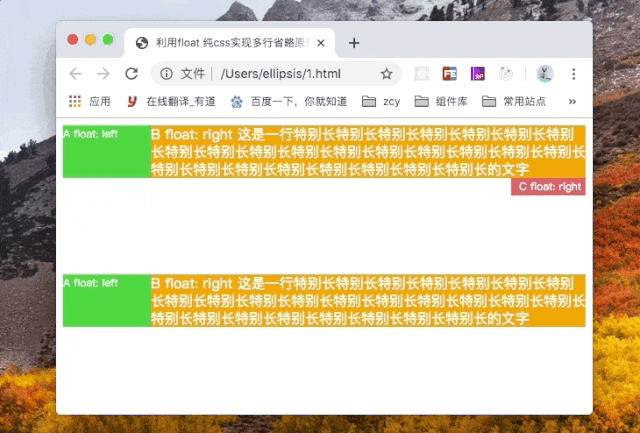 利用float 纯css实现多行省略原
文件 /Users/ellipsis/1.html
应用 在线翻译_有道 百度一下，你就知道 zcy 组件库 常用站点 »
A float: left
B float: right 这是一行特别长特别长特别长特别长特别长特别长特别
长特别长特别长特别长特别长特别长特别长特别长特别长特别长特别长
特别长特别长特别长特别长特别长特别长特别长特别长的文字
C float: right
A float: left
B float: right 这是一行特别长特别长特别长特别长特别长特别长特别
长特别长特别长特别长特别长特别长特别长特别长特别长特别长特别长
特别长特别长特别长特别长特别长特别长特别长特别长的文字